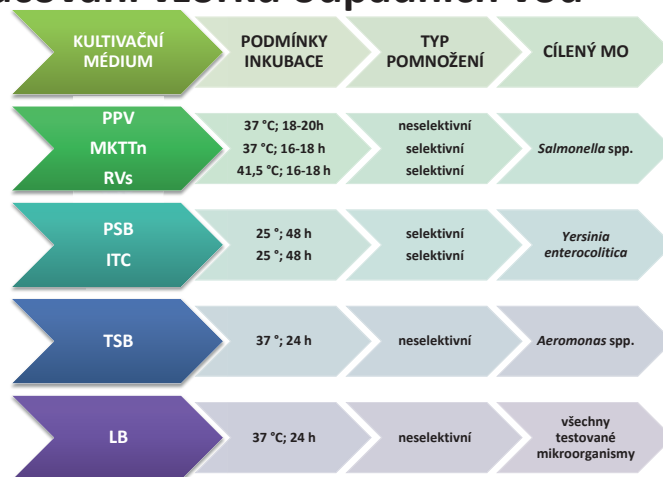 odpadních vod
KULTIVAČNÍ
MÉDIUM
PODMÍNKY
INKUBACE
TYP
POMNOŽENÍ
CÍLENÝ MO
PPV
MKTTn
RVs
37 °C; 18-20h
37 °C; 16-18 h
41,5 °C; 16-18 h
neselektivní
selektivní
selektivní
Salmonella spp.
PSB
ITC
25 °; 48 h
25 °; 48 h
selektivní
selektivní
Yersinia
enterocolitica
TSB
37 °; 24 h
neselektivní
Aeromonas spp.
LB
37 °C; 24 h
neselektivní
všechny
testované
mikroorganismy